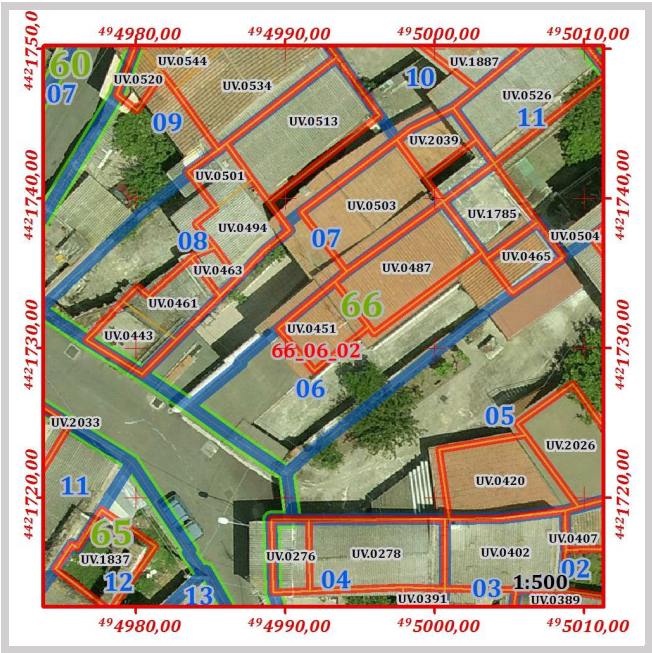 ⁴⁹4980,00 ⁴⁹4990,00 ⁴⁹5000,00 ⁴⁹5010,00
⁴⁴²1750,0
⁴⁴²1740,00
⁴⁴²1730,00
⁴⁴²1720,00
60
07
UV.0544
UV.0520
UV.0534
10
UV.1887
UV.0526
11
09
UV.0513
UV.2039
UV.0501
UV.0503
UV.1785
UV.0494
08
07
UV.0504
UV.0465
UV.0463
UV.0487
UV.0461
66
UV.0443
UV.0451
66_06_02
06
05
UV.2033
UV.2026
11
UV.0420
65
UV.1837
12
13
UV.0276
UV.0278
04
UV.0402
UV.0407
02
03
1:500
UV.0391
UV.0389
⁴⁴²1750,0
⁴⁴²1740,00
⁴⁴²1730,00
⁴⁴²1720,00
⁴⁹4980,00 ⁴⁹4990,00 ⁴⁹5000,00 ⁴⁹5010,00